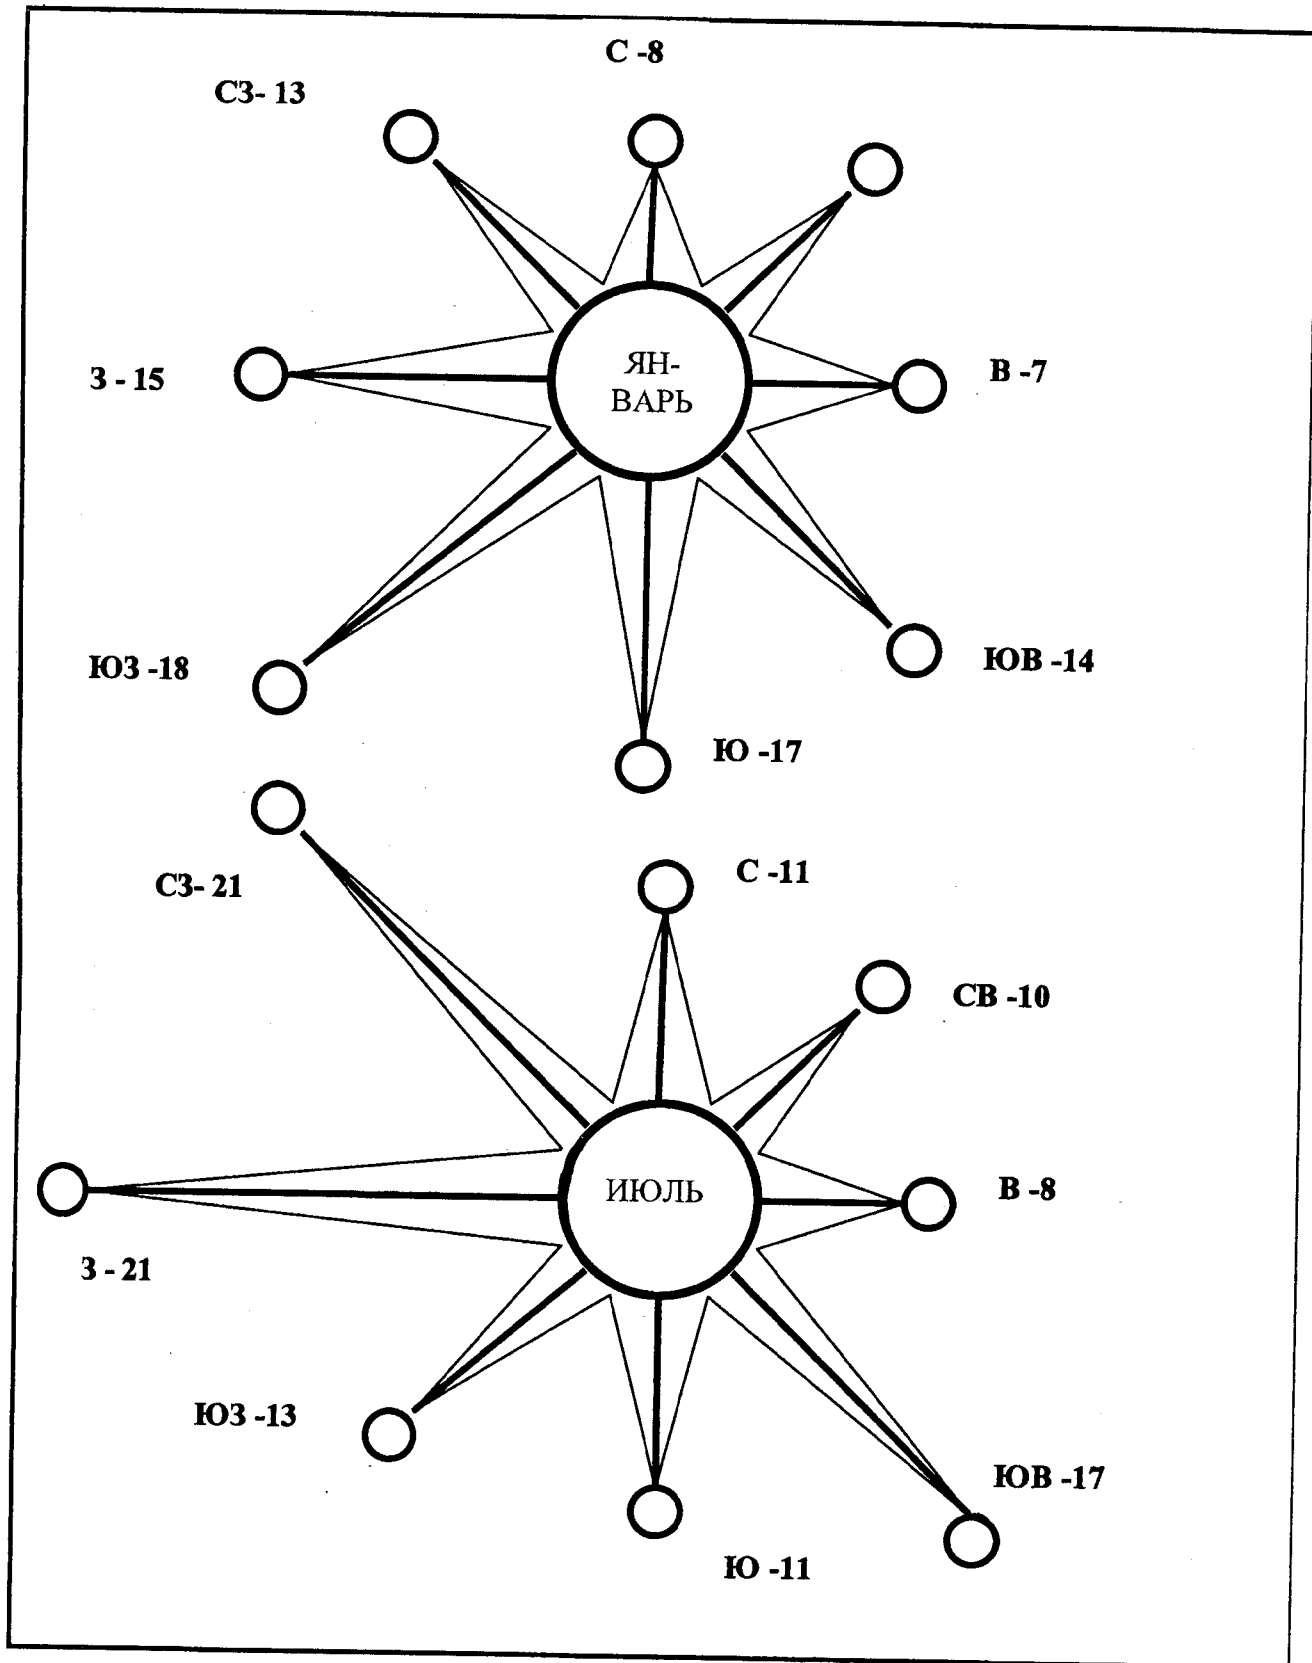 С -8
СЗ- 13
ЯН-
ВАРЬ
З - 15
В -7
ЮЗ -18
ЮВ -14
Ю -17
С -11
СЗ- 21
СВ -10
ИЮЛЬ
В -8
З - 21
ЮЗ -13
ЮВ -17
Ю -11